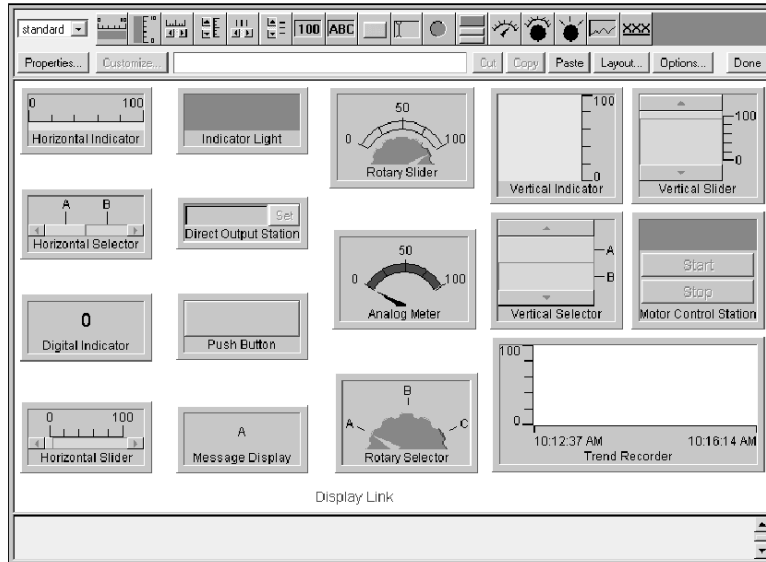 standard
100 ABC
Properties... Customize... Cut Copy Paste Layout... Options... Done
0 100
Horizontal Indicator
Indicator Light
0 50 100
Rotary Slider
100
0
Vertical Indicator
100
0
Vertical Slider
A B
Horizontal Selector
Set
Direct Output Station
0 50 100
Analog Meter
A
B
Vertical Selector
Start
Stop
Motor Control Station
0
Digital Indicator
Push Button
100
0
10:12:37 AM 10:16:14 AM
Trend Recorder
0 100
Horizontal Slider
A
Message Display
A B C
Rotary Selector
Display Link